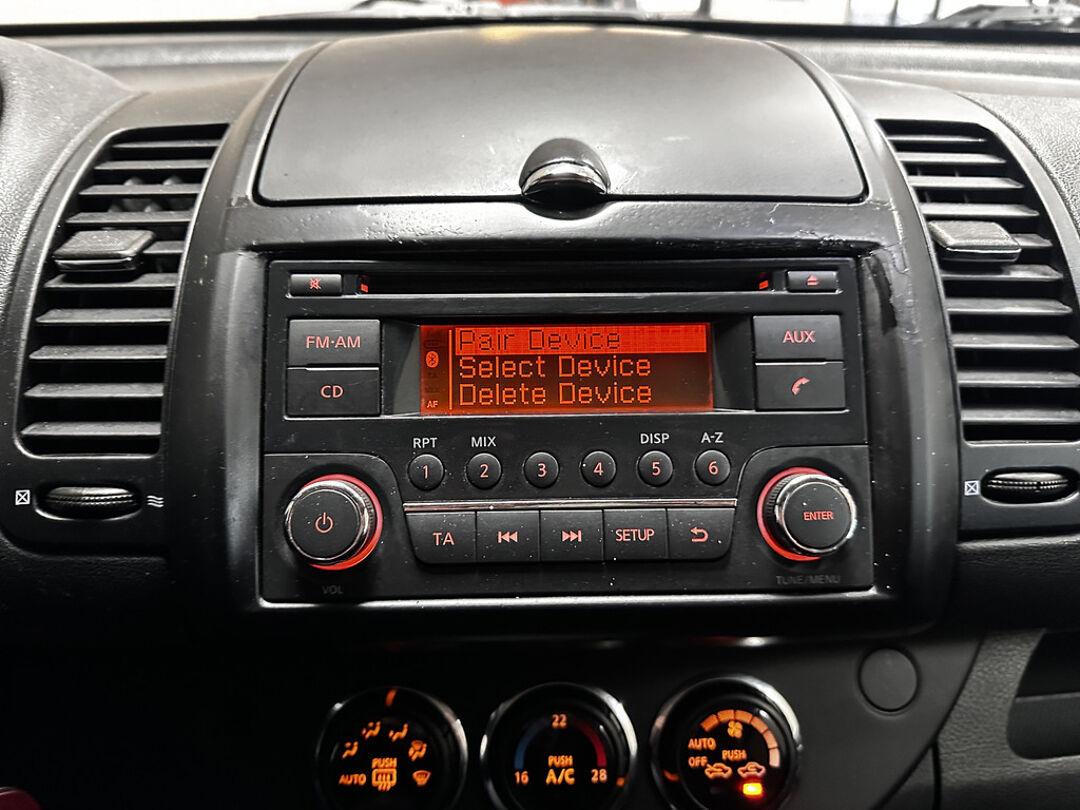 FM·AM
CD
Pair Device
Select Device
Delete Device
AF
AUX
RPT
MIX
DISP
A-Z
1
2
3
4
5
6
TA
SETUP
ENTER
VOL
TUNE/MENU
PUSH
AUTO
22
PUSH
16
A/C
28
AUTO
PUSH
OFF